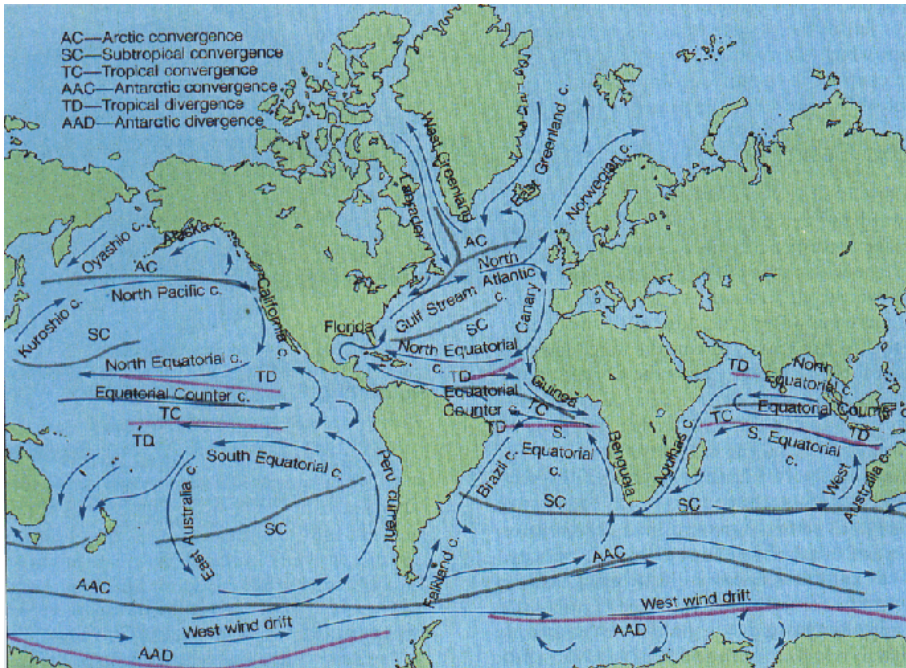 AC—Arctic convergence
SC—Subtropical convergence
TC—Tropical convergence
AAC—Antarctic convergence
TD—Tropical divergence
AAD—Antarctic divergence
West Greenland
East Greenland c.
Norwegian c.
Labrador
AC
Oyashio c.
Alaska c.
AC
North Pacific c.
Kuroshio c.
SC
California c.
North
Atlantic
c.
Gulf Stream
SC
Canary
Florida
North Equatorial c.
TD
Equatorial Counter c.
TC
TD
North Equatorial
c.
TD
Equatorial
Counter c.
Guinea
TC
TD
S.
Equatorial
c.
North
Equatorial
c.
TD
Equatorial Counter
TC
TD
S. Equatorial
c.
South Equatorial c.
Peru current
Brazil c.
Benguela
Agulhas c.
West
Australia c.
East Australia c.
SC
SC
SC
Falkland c.
AAC
AAC
West wind drift
West wind drift
AAD
AAD